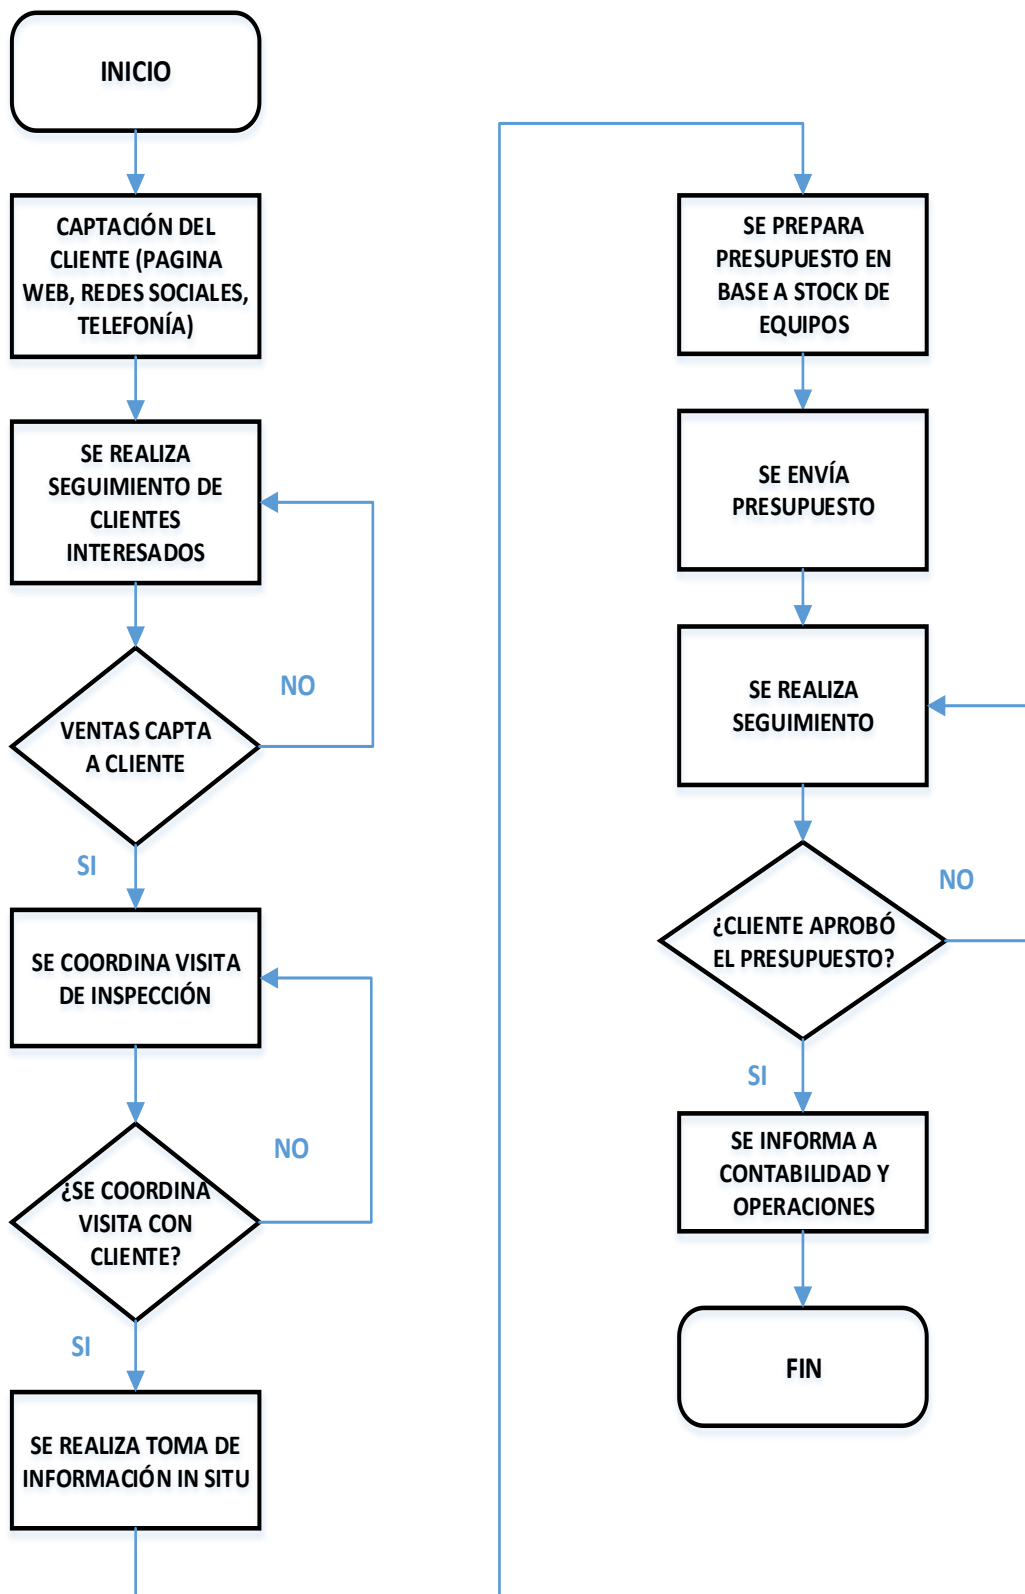 INICIO
CAPTACIÓN DEL
CLIENTE (PAGINA
WEB, REDES SOCIALES,
TELEFONÍA)
SE REALIZA
SEGUIMIENTO DE
CLIENTES
INTERESADOS
NO
VENTAS CAPTA
A CLIENTE
SI
SE COORDINA VISITA
DE INSPECCIÓN
NO
¿SE COORDINA
VISITA CON
CLIENTE?
SI
SE REALIZA TOMA DE
INFORMACIÓN IN SITU
SE PREPARA
PRESUPUESTO EN
BASE A STOCK DE
EQUIPOS
SE ENVÍA
PRESUPUESTO
SE REALIZA
SEGUIMIENTO
NO
¿CLIENTE APROBÓ
EL PRESUPUESTO?
SI
SE INFORMA A
CONTABILIDAD Y
OPERACIONES
FIN